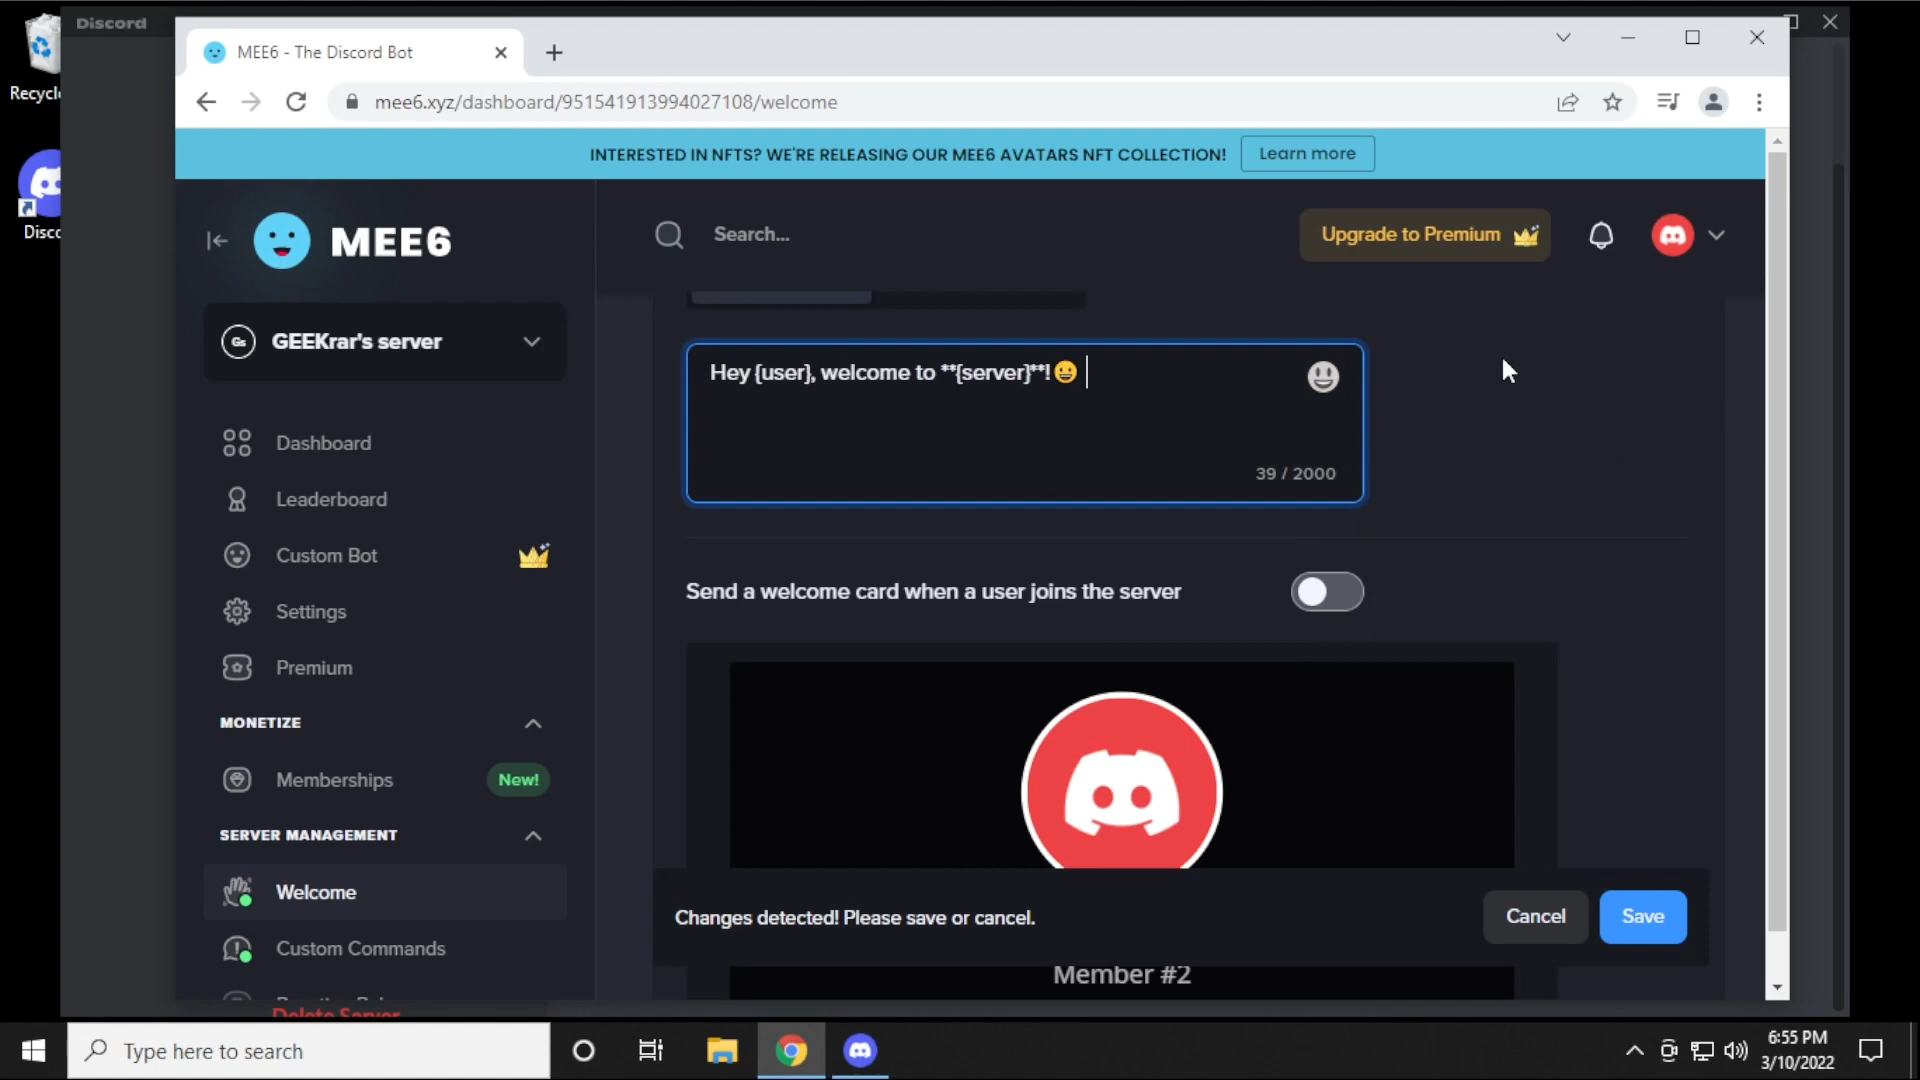 Discord
Recycl
Disco
MEE6 - The Discord Bot
mee6.xyz/dashboard/951541913994027108/welcome
INTERESTED IN NFTS? WE'RE RELEASING OUR MEE6 AVATARS NFT COLLECTION!
Learn more
MEE6
Search...
Upgrade to Premium
Gs
GEEKrar's server
Dashboard
Leaderboard
Custom Bot
Settings
Premium
MONETIZE
Memberships
New!
SERVER MANAGEMENT
Welcome
Custom Commands
Hey {user}, welcome to **{server}**!😀
39 / 2000
Send a welcome card when a user joins the server
Changes detected! Please save or cancel.
Cancel
Save
Member #2
Delete Server
Type here to search
6:55 PM
3/10/2022